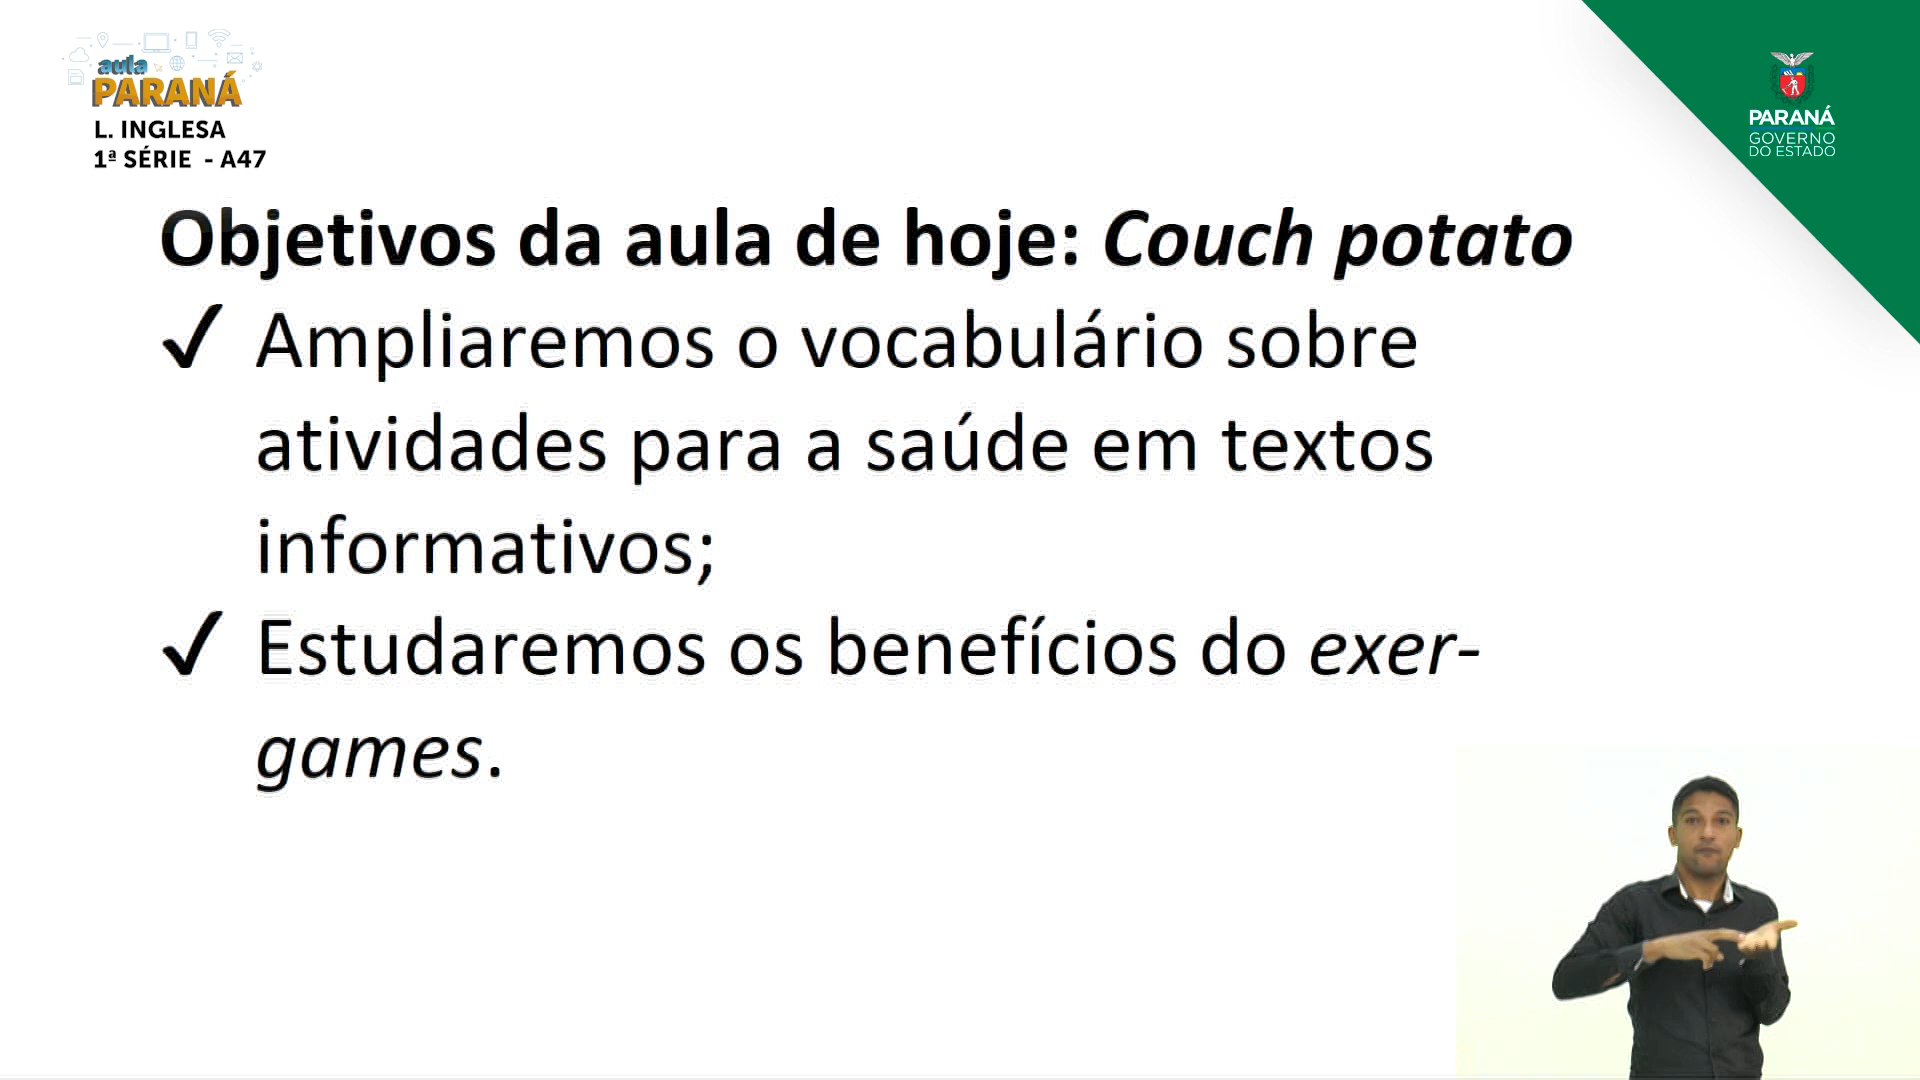 aula
PARANÁ
L. INGLESA
1ª SÉRIE - A47
PARANÁ
GOVERNO
DO ESTADO
Objetivos da aula de hoje: Couch potato
✓ Ampliaremos o vocabulário sobre
atividades para a saúde em textos
informativos;
✓ Estudaremos os benefícios do exer-
games.